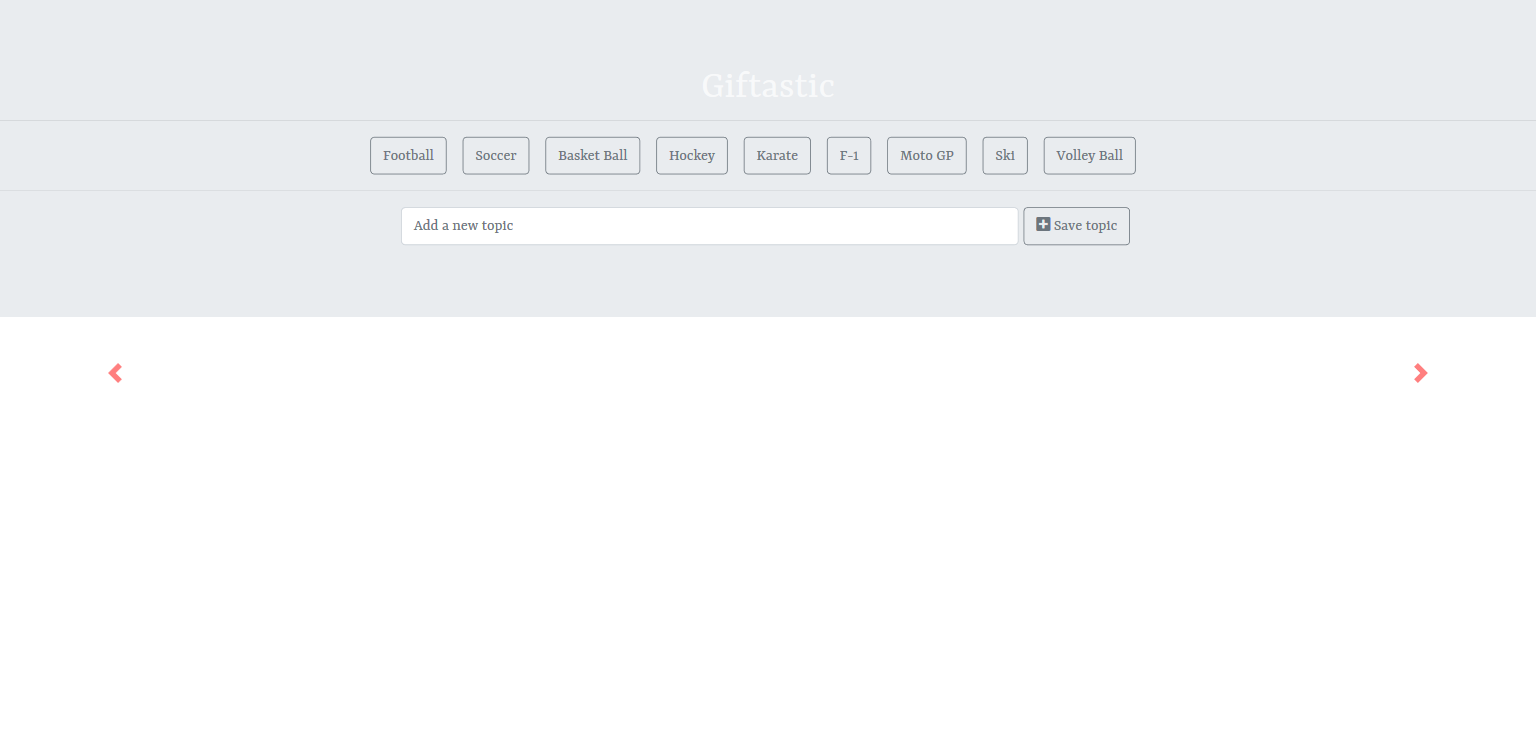 Giftastic
Football Soccer Basket Ball Hockey Karate F-1 Moto GP Ski Volley Ball
Add a new topic Save topic